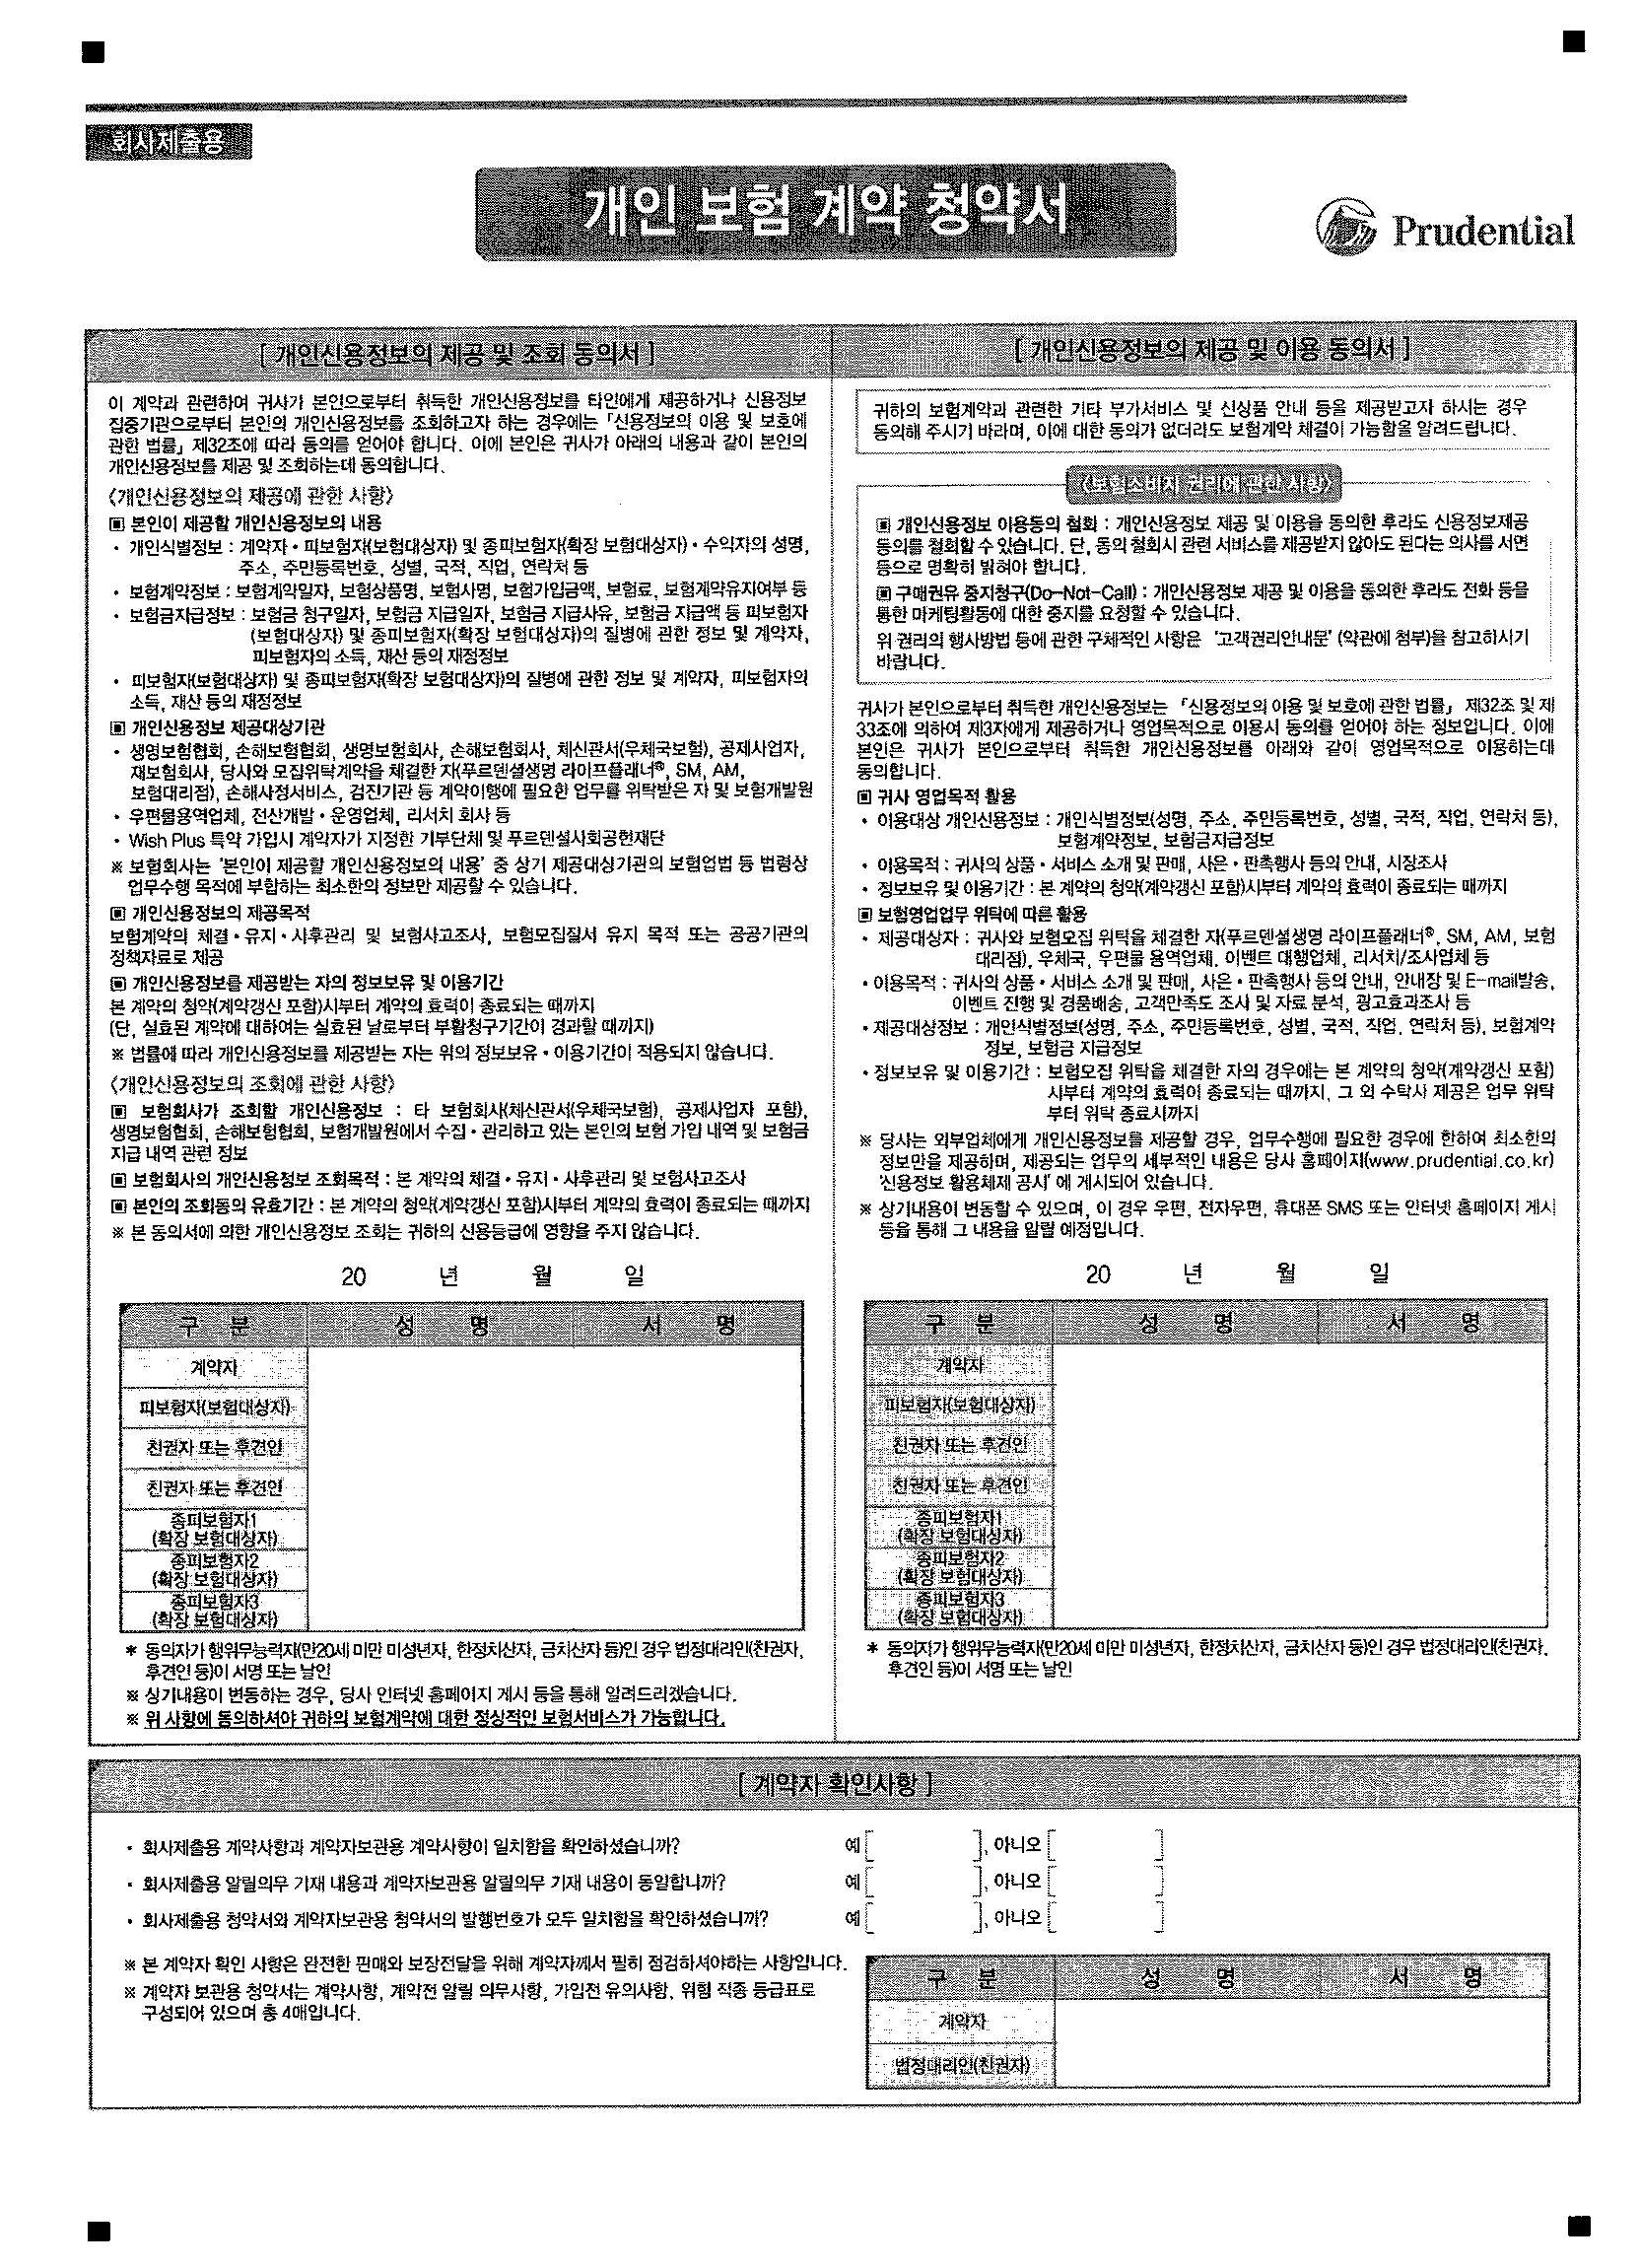 회사제출용
개인 보험 계약 청약서
Prudential
[ 개인신용정보의 제공 및 조회 동의서 ]
이 계약과 관련하여 귀사가 본인으로부터 취득한 개인신용정보를 타인에게 제공하거나 신용정보
집중기관으로부터 본인의 개인신용정보를 조회하고자 하는 경우에는 「신용정보의 이용 및 보호에
관한 법률」 제32조에 따라 동의를 얻어야 합니다. 이에 본인은 귀사가 아래의 내용과 같이 본인의
개인신용정보를 제공 및 조회하는데 동의합니다.
〈개인신용정보의 제공에 관한 사항〉
▣ 본인이 제공할 개인신용정보의 내용
· 개인식별정보 : 계약자 • 피보험자(보험대상자) 및 종피보험자(확장 보험대상자) • 수익자의 성명,
주소, 주민등록번호, 성별, 국적, 직업, 연락처 등
· 보험계약정보 : 보험계약일자, 보험상품명, 보험사명, 보험가입금액, 보험료, 보험계약유지여부 등
· 보험금지급정보 : 보험금 청구일자, 보험금 지급일자, 보험금 지급사유, 보험금 지급액 등 피보험자
(보험대상자) 및 종피보험자(확장 보험대상자)의 질병에 관한 정보 및 계약자,
피보험자의 소득, 재산 등의 재정정보
· 피보험자(보험대상자) 및 종피보험자(확장 보험대상자)의 질병에 관한 정보 및 계약자, 피보험자의
소득, 재산 등의 재정정보
▣ 개인신용정보 제공대상기관
· 생명보험협회, 손해보험협회, 생명보험회사, 손해보험회사, 체신관서(우체국보험), 공제사업자,
재보험회사, 당사와 모집위탁계약을 체결한 자(푸르덴셜생명 라이프플래너®, SM, AM,
보험대리점), 손해사정서비스, 검진기관 등 계약이행에 필요한 업무를 위탁받은 자 및 보험개발원
· 우편물용역업체, 전산개발 • 운영업체, 리서치 회사 등
· Wish Plus 특약 가입시 계약자가 지정한 기부단체 및 푸르덴셜사회공헌재단
※ 보험회사는 '본인이 제공할 개인신용정보의 내용' 중 상기 제공대상기관의 보험업법 등 법령상
업무수행 목적에 부합하는 최소한의 정보만 제공할 수 있습니다.
▣ 개인신용정보의 제공목적
보험계약의 체결 • 유지 • 사후관리 및 보험사고조사, 보험모집질서 유지 목적 또는 공공기관의
정책자료로 제공
▣ 개인신용정보를 제공받는 자의 정보보유 및 이용기간
본 계약의 청약(계약갱신 포함)시부터 계약의 효력이 종료되는 때까지
(단, 실효된 계약에 대하여는 실효된 날로부터 부활청구기간이 경과할 때까지)
※ 법률에 따라 개인신용정보를 제공받는 자는 위의 정보보유 • 이용기간이 적용되지 않습니다.
〈개인신용정보의 조회에 관한 사항〉
▣ 보험회사가 조회할 개인신용정보 : 타 보험회사(체신관서(우체국보험), 공제사업자 포함),
생명보험협회, 손해보험협회, 보험개발원에서 수집 • 관리하고 있는 본인의 보험 가입 내역 및 보험금
지급 내역 관련 정보
▣ 보험회사의 개인신용정보 조회목적 : 본 계약의 체결 • 유지 • 사후관리 및 보험사고조사
▣ 본인의 조회동의 유효기간 : 본 계약의 청약(계약갱신 포함)시부터 계약의 효력이 종료되는 때까지
※ 본 동의서에 의한 개인신용정보 조회는 귀하의 신용등급에 영향을 주지 않습니다.
20 년 월 일
구 분 성 명 서 명
계약자
피보험자(보험대상자)
친권자 또는 후견인
친권자 또는 후견인
종피보험자1
(확장 보험대상자)
종피보험자2
(확장 보험대상자)
종피보험자3
(확장 보험대상자)
* 동의자가 행위무능력자(만20세 미만 미성년자, 한정치산자, 금치산자 등)인 경우 법정대리인(친권자,
후견인 등)이 서명 또는 날인
※ 상기내용이 변동하는 경우, 당사 인터넷 홈페이지 게시 등을 통해 알려드리겠습니다.
※ 위 사항에 동의하셔야 귀하의 보험계약에 대한 정상적인 보험서비스가 가능합니다.
[ 개인신용정보의 제공 및 이용 동의서 ]
귀하의 보험계약과 관련한 기타 부가서비스 및 신상품 안내 등을 제공받고자 하시는 경우
동의해 주시기 바라며, 이에 대한 동의가 없더라도 보험계약 체결이 가능함을 알려드립니다.
〈보험소비자 권리에 관한 사항〉
▣ 개인신용정보 이용동의 철회 : 개인신용정보 제공 및 이용을 동의한 후라도 신용정보제공
동의를 철회할 수 있습니다. 단, 동의 철회시 관련 서비스를 제공받지 않아도 된다는 의사를 서면
등으로 명확히 밝혀야 합니다.
▣ 구매권유 중지청구(Do-Not-Call) : 개인신용정보 제공 및 이용을 동의한 후라도 전화 등을
통한 마케팅활동에 대한 중지를 요청할 수 있습니다.
위 권리의 행사방법 등에 관한 구체적인 사항은 '고객권리안내문' (약관에 첨부)을 참고하시기
바랍니다.
귀사가 본인으로부터 취득한 개인신용정보는 「신용정보의 이용 및 보호에 관한 법률」 제32조 및 제
33조에 의하여 제3자에게 제공하거나 영업목적으로 이용시 동의를 얻어야 하는 정보입니다. 이에
본인은 귀사가 본인으로부터 취득한 개인신용정보를 아래와 같이 영업목적으로 이용하는데
동의합니다.
▣ 귀사 영업목적 활용
· 이용대상 개인신용정보 : 개인식별정보(성명, 주소, 주민등록번호, 성별, 국적, 직업, 연락처 등),
보험계약정보, 보험금지급정보
· 이용목적 : 귀사의 상품 • 서비스 소개 및 판매, 사은 • 판촉행사 등의 안내, 시장조사
· 정보보유 및 이용기간 : 본 계약의 청약(계약갱신 포함)시부터 계약의 효력이 종료되는 때까지
▣ 보험영업업무 위탁에 따른 활용
· 제공대상자 : 귀사와 보험모집 위탁을 체결한 자(푸르덴셜생명 라이프플래너®, SM, AM, 보험
대리점), 우체국, 우편물 용역업체, 이벤트 대행업체, 리서치/조사업체 등
· 이용목적 : 귀사의 상품 • 서비스 소개 및 판매, 사은 • 판촉행사 등의 안내, 안내장 및 E-mail발송,
이벤트 진행 및 경품배송, 고객만족도 조사 및 자료 분석, 광고효과조사 등
· 제공대상정보 : 개인식별정보(성명, 주소, 주민등록번호, 성별, 국적, 직업, 연락처 등), 보험계약
정보, 보험금 지급정보
· 정보보유 및 이용기간 : 보험모집 위탁을 체결한 자의 경우에는 본 계약의 청약(계약갱신 포함)
시부터 계약의 효력이 종료되는 때까지, 그 외 수탁사 제공은 업무 위탁
부터 위탁 종료시까지
※ 당사는 외부업체에게 개인신용정보를 제공할 경우, 업무수행에 필요한 경우에 한하여 최소한의
정보만을 제공하며, 제공되는 업무의 세부적인 내용은 당사 홈페이지(www.prudential.co.kr)
'신용정보 활용체제 공시' 에 게시되어 있습니다.
※ 상기내용이 변동할 수 있으며, 이 경우 우편, 전자우편, 휴대폰 SMS 또는 인터넷 홈페이지 게시
등을 통해 그 내용을 알릴 예정입니다.
20 년 월 일
구 분 성 명 서 명
계약자
피보험자(보험대상자)
친권자 또는 후견인
친권자 또는 후견인
종피보험자1
(확장 보험대상자)
종피보험자2
(확장 보험대상자)
종피보험자3
(확장 보험대상자)
* 동의자가 행위무능력자(만20세 미만 미성년자, 한정치산자, 금치산자 등)인 경우 법정대리인(친권자,
후견인 등)이 서명 또는 날인
[ 계약자 확인사항 ]
· 회사제출용 계약사항과 계약자보관용 계약사항이 일치함을 확인하셨습니까? 예 [ ], 아니오 [ ]
· 회사제출용 알릴의무 기재 내용과 계약자보관용 알릴의무 기재 내용이 동일합니까? 예 [ ], 아니오 [ ]
· 회사제출용 청약서와 계약자보관용 청약서의 발행번호가 모두 일치함을 확인하셨습니까? 예 [ ], 아니오 [ ]
※ 본 계약자 확인 사항은 완전한 판매와 보장전달을 위해 계약자께서 필히 점검하셔야하는 사항입니다.
※ 계약자 보관용 청약서는 계약사항, 계약전 알릴 의무사항, 가입전 유의사항, 위험 직종 등급표로
구성되어 있으며 총 4매입니다.
구 분 성 명 서 명
계약자
법정대리인(친권자)